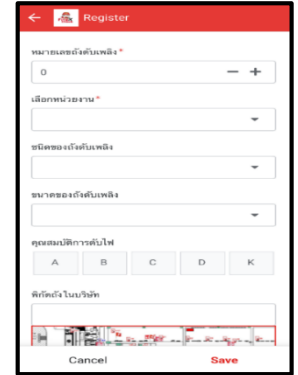 Register
หมายเลขถังดับเพลิง *
0
เลือกหน่วยงาน *
ชนิดของถังดับเพลิง
ขนาดของถังดับเพลิง
คุณสมบัติการดับไฟ
A B C D K
พิกัดถังในบริษัท
Cancel Save